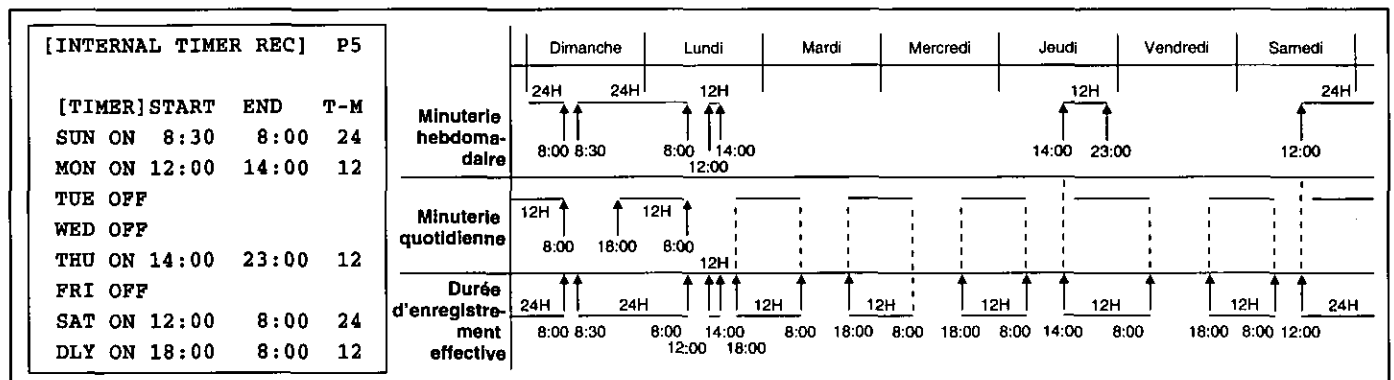 [INTERNAL TIMER REC] P5
[TIMER] START END T-M
SUN ON 8:30 8:00 24
MON ON 12:00 14:00 12
TUE OFF
WED OFF
THU ON 14:00 23:00 12
FRI OFF
SAT ON 12:00 8:00 24
DLY ON 18:00 8:00 12
Dimanche Lundi Mardi Mercredi Jeudi Vendredi Samedi
Minuterie
hebdoma-
daire
24H 24H 12H 12H 24H
8:00 8:30 8:00 14:00 14:00 23:00 12:00
12:00
Minuterie
quotidienne
12H 12H
8:00 18:00 8:00
12H
Durée
d'enregistre-
ment
effective
24H 24H 12H 12H 12H 12H 12H 24H
8:00 8:30 8:00 14:00 8:00 18:00 8:00 18:00 8:00 14:00 8:00 18:00 8:00 12:00
12:00 18:00